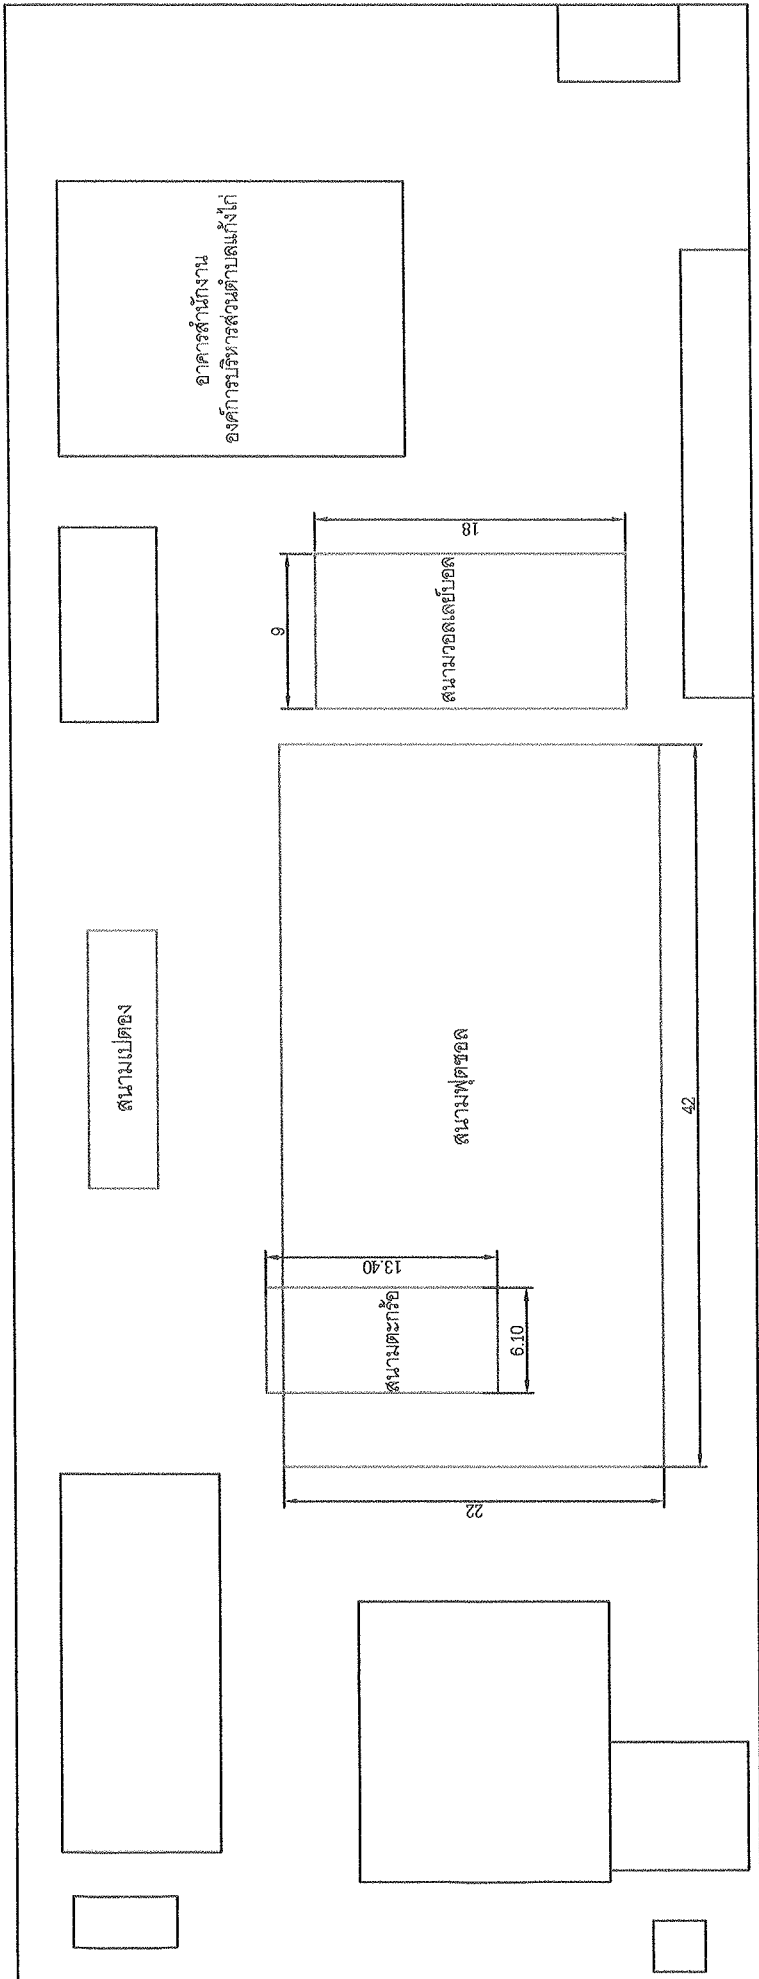 อาคารสำนักงาน
องค์การบริหารส่วนตำบลแก้งไก่
18
9
สนามวอลเลย์บอล
สนามเปตอง
สนามฟุตซอล
42
13.40
สนามตะกร้อ
6.10
22